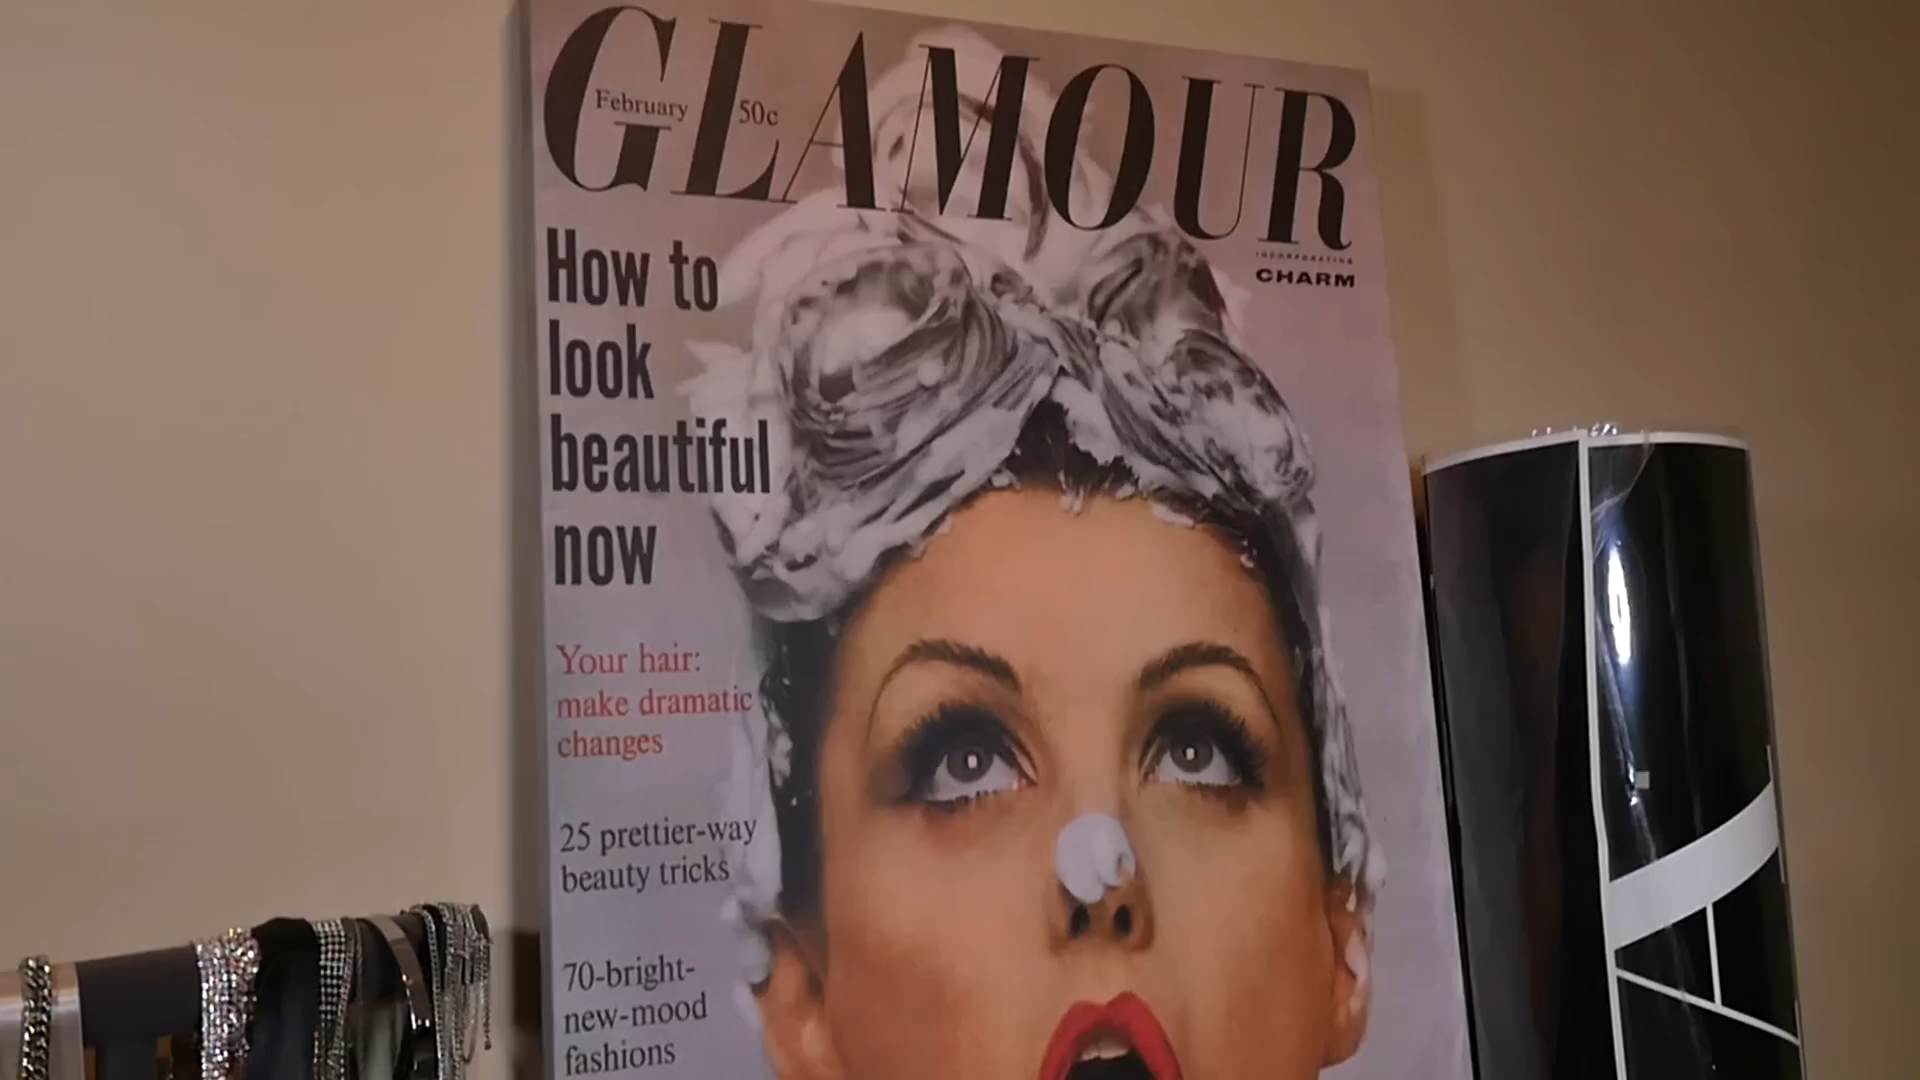 GLAMOUR
February 50c
INCORPORATING
CHARM
How to
look
beautiful
now
Your hair:
make dramatic
changes
25 prettier-way
beauty tricks
70-bright-
new-mood
fashions